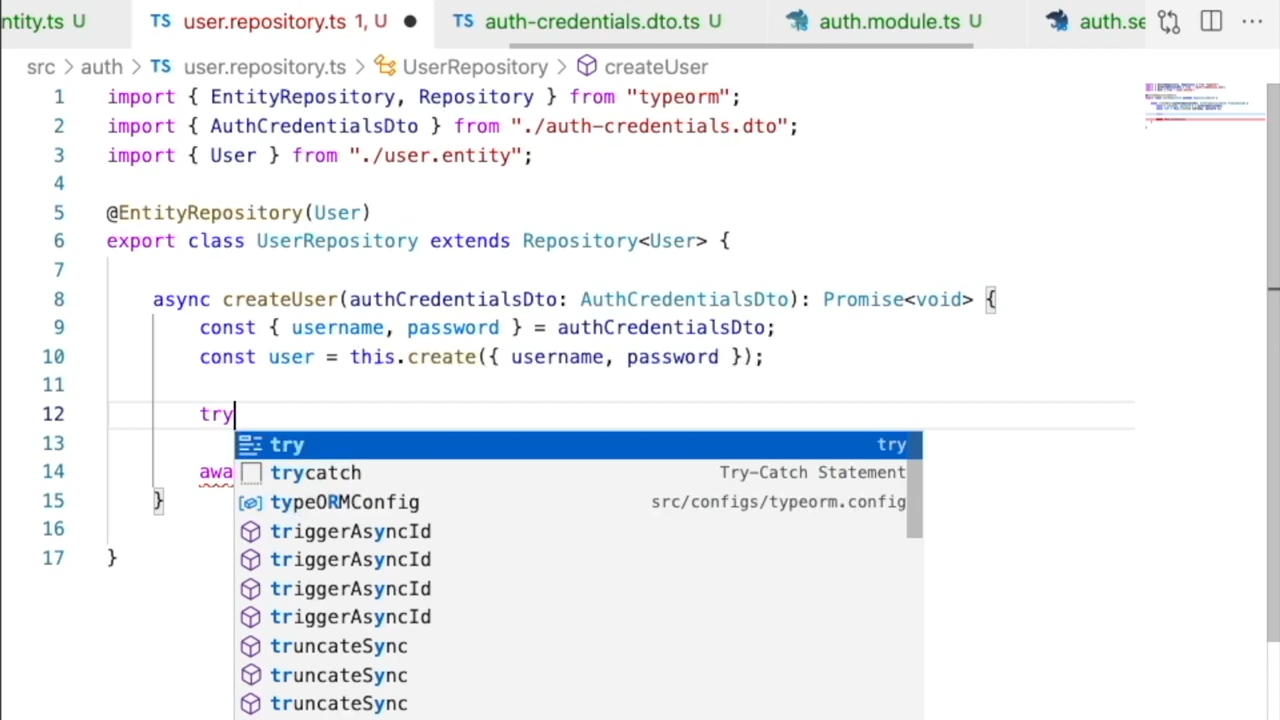 ntity.ts U
TS user.repository.ts 1, U ●
TS auth-credentials.dto.ts U
auth.module.ts U
auth.se
···
src > auth > TS user.repository.ts > UserRepository > createUser
1 import { EntityRepository, Repository } from "typeorm";
2 import { AuthCredentialsDto } from "./auth-credentials.dto";
3 import { User } from "./user.entity";
4
5 @EntityRepository(User)
6 export class UserRepository extends Repository<User> {
7
8 async createUser(authCredentialsDto: AuthCredentialsDto): Promise<void> {
9 const { username, password } = authCredentialsDto;
10 const user = this.create({ username, password });
11
12 try
13
14 awa
15 }
16
17 }
try try
trycatch Try-Catch Statement
typeORMConfig src/configs/typeorm.config
triggerAsyncId
triggerAsyncId
triggerAsyncId
triggerAsyncId
truncateSync
truncateSync
truncateSync